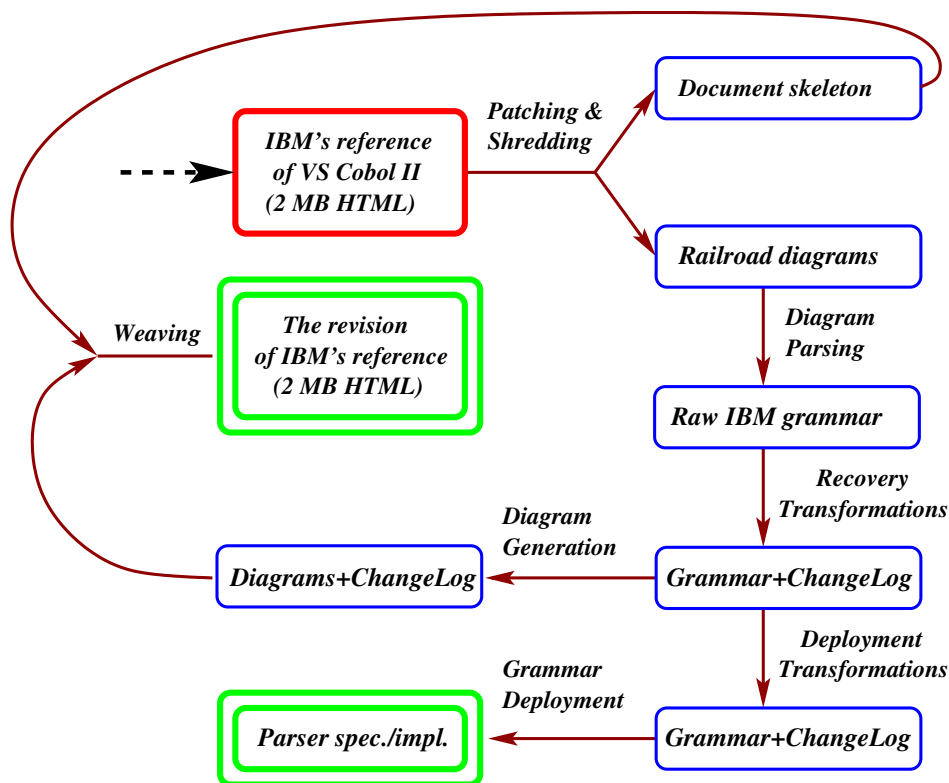 Document skeleton
Patching &
Shredding
IBM's reference
of VS Cobol II
(2 MB HTML)
Railroad diagrams
Weaving
The revision
of IBM's reference
(2 MB HTML)
Diagram
Parsing
Raw IBM grammar
Recovery
Transformations
Diagram
Generation
Diagrams+ChangeLog
Grammar+ChangeLog
Deployment
Transformations
Grammar
Deployment
Parser spec./impl.
Grammar+ChangeLog